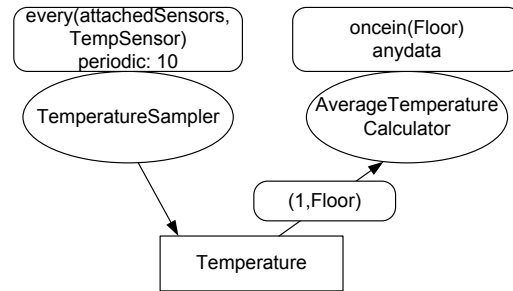 every(attachedSensors,
TempSensor)
periodic: 10
TemperatureSampler
oncein(Floor)
anydata
AverageTemperature
Calculator
(1,Floor)
Temperature